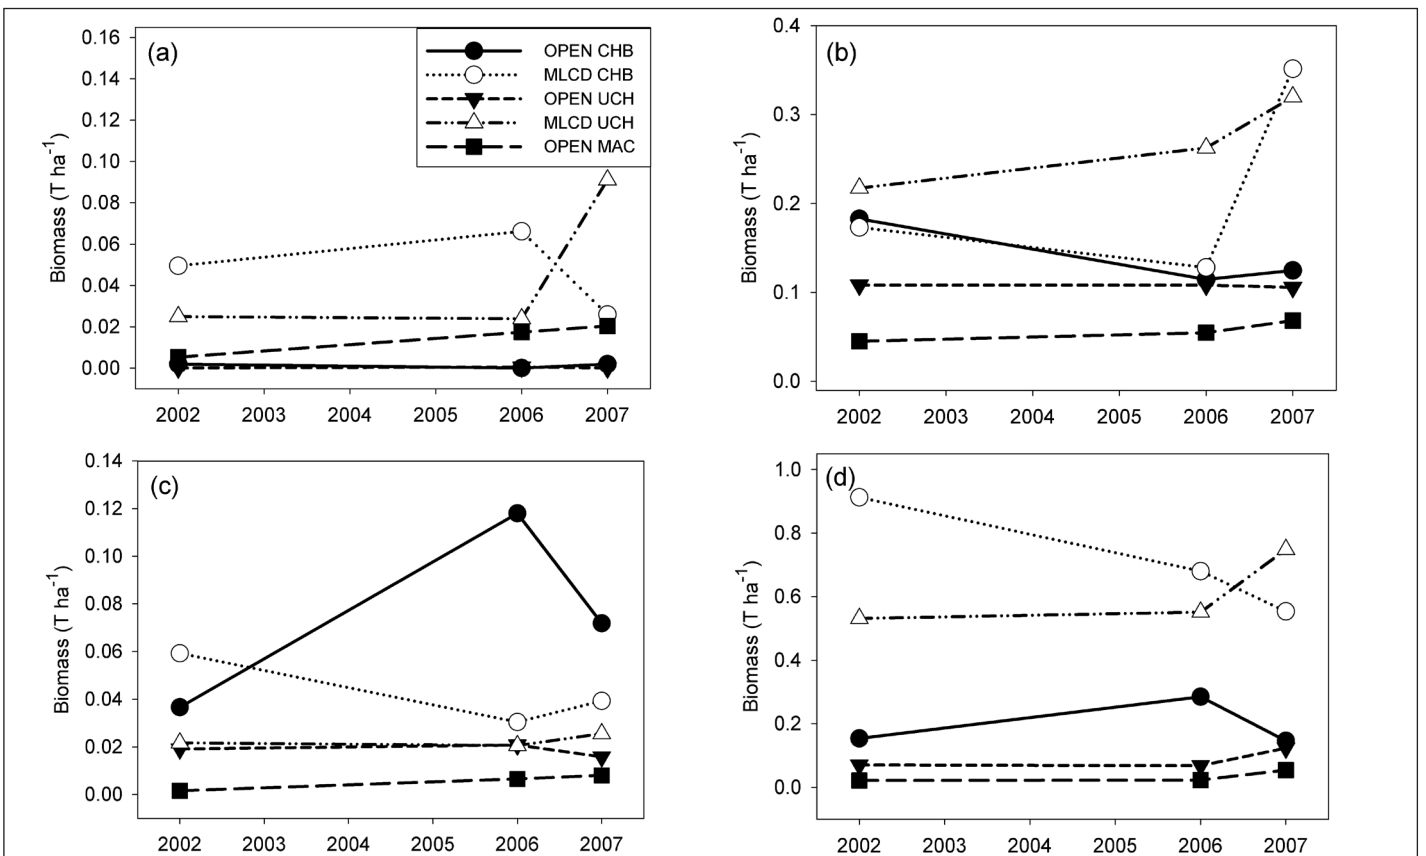 (a)
0.16
0.14
0.12
0.10
0.08
0.06
0.04
0.02
0.00
Biomass (T ha-1)
2002 2003 2004 2005 2006 2007
OPEN CHB
MLCD CHB
OPEN UCH
MLCD UCH
OPEN MAC
(b)
0.4
0.3
0.2
0.1
0.0
Biomass (T ha-1)
2002 2003 2004 2005 2006 2007
(c)
0.14
0.12
0.10
0.08
0.06
0.04
0.02
0.00
Biomass (T ha-1)
2002 2003 2004 2005 2006 2007
(d)
1.0
0.8
0.6
0.4
0.2
0.0
Biomass (T ha-1)
2002 2003 2004 2005 2006 2007